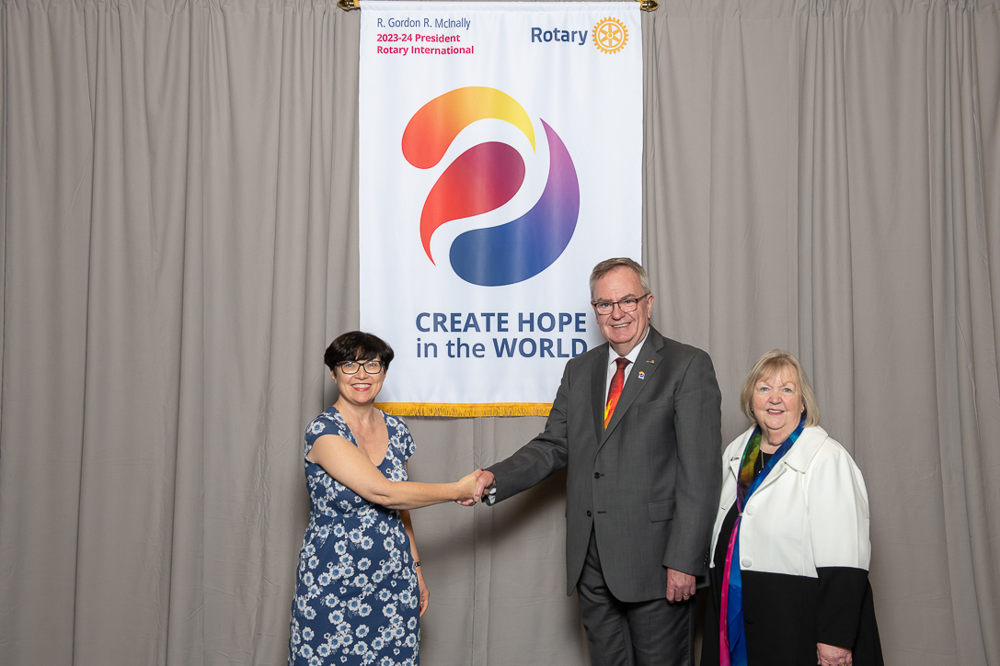 R. Gordon R. McInally
2023-24 President
Rotary International
Rotary
CREATE HOPE
in the WORLD